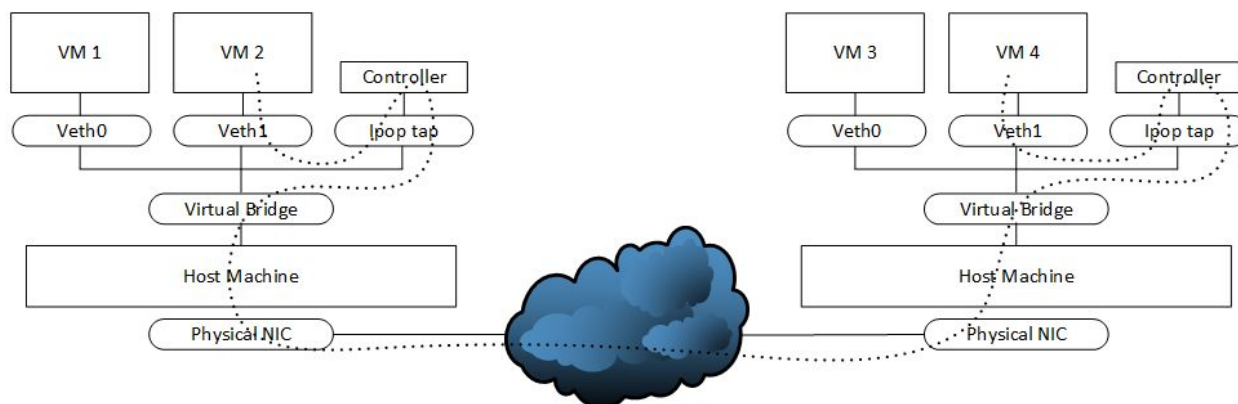 VM 1
VM 2
Controller
Veth0
Veth1
Ipop tap
Virtual Bridge
Host Machine
Physical NIC
VM 3
VM 4
Controller
Veth0
Veth1
Ipop tap
Virtual Bridge
Host Machine
Physical NIC